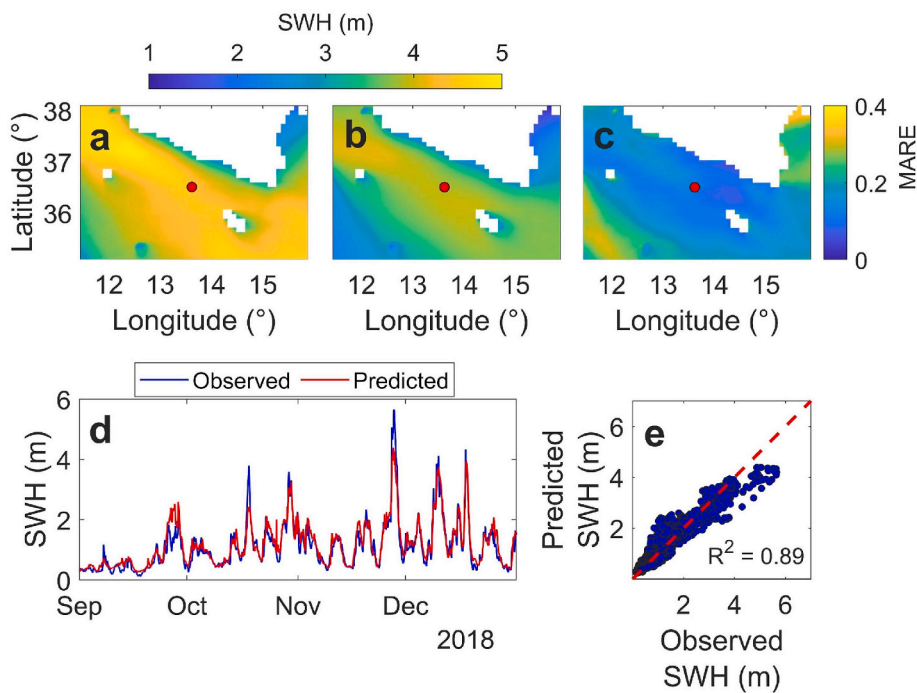 SWH (m)
1 2 3 4 5
Latitude (°)
38
37
36
a
b
c
0.4
0.2
0
MARE
12 13 14 15
12 13 14 15
12 13 14 15
Longitude (°)
Longitude (°)
Longitude (°)
Observed Predicted
SWH (m)
6
4
2
0
d
Sep Oct Nov Dec
2018
Predicted
SWH (m)
6
4
2
e
R² = 0.89
2 4 6
Observed
SWH (m)